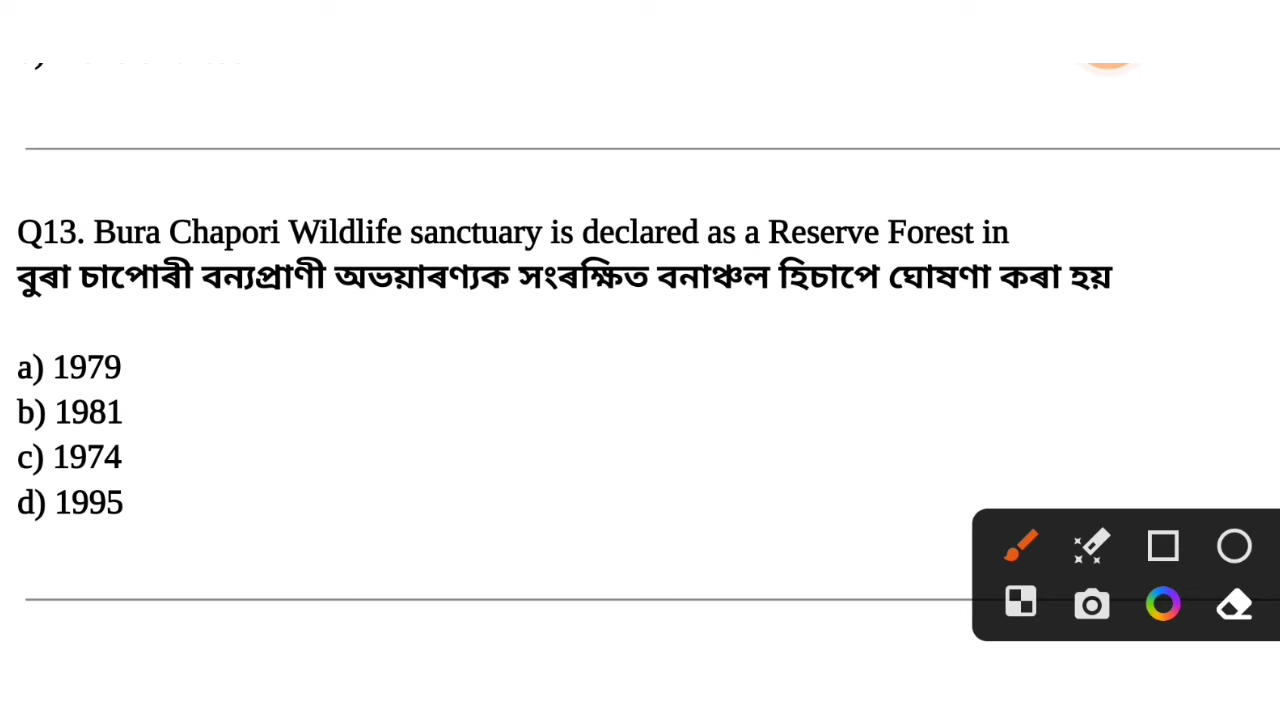 Q13. Bura Chapori Wildlife sanctuary is declared as a Reserve Forest in
বুৰা চাপোৰী বন্যপ্ৰাণী অভয়াৰণ্যক সংৰক্ষিত বনাঞ্চল হিচাপে ঘোষণা কৰা হয়
a) 1979
b) 1981
c) 1974
d) 1995